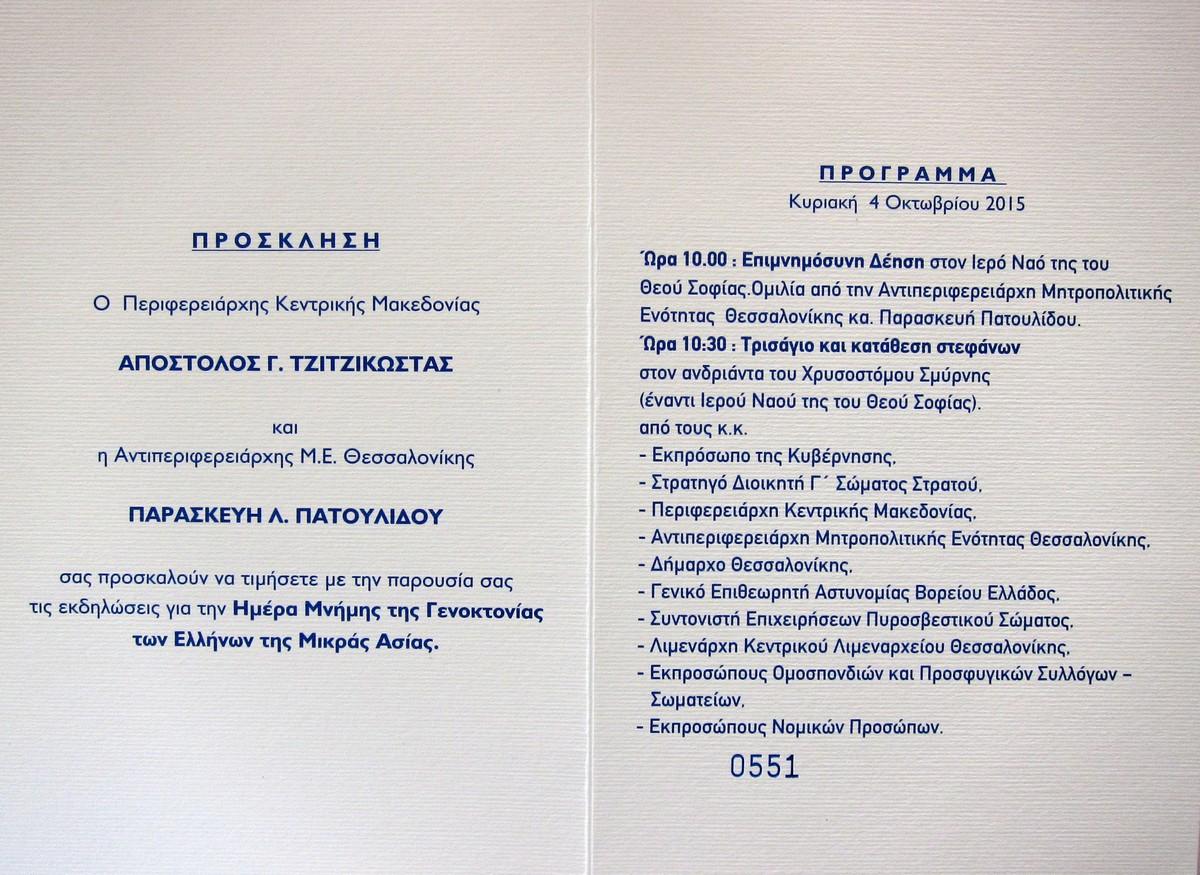 ΠΡΟΣΚΛΗΣΗ
Ο Περιφερειάρχης Κεντρικής Μακεδονίας
ΑΠΟΣΤΟΛΟΣ Γ. ΤΖΙΤΖΙΚΩΣΤΑΣ
και
η Αντιπεριφερειάρχης Μ.Ε. Θεσσαλονίκης
ΠΑΡΑΣΚΕΥΗ Λ. ΠΑΤΟΥΛΙΔΟΥ
σας προσκαλούν να τιμήσετε με την παρουσία σας
τις εκδηλώσεις για την Ημέρα Μνήμης της Γενοκτονίας
των Ελλήνων της Μικράς Ασίας.
ΠΡΟΓΡΑΜΜΑ
Κυριακή 4 Οκτωβρίου 2015
Ώρα 10.00 : Επιμνημόσυνη Δέηση στον Ιερό Ναό της του
Θεού Σοφίας.Ομιλία από την Αντιπεριφερειάρχη Μητροπολιτικής
Ενότητας Θεσσαλονίκης κα. Παρασκευή Πατουλίδου.
Ώρα 10:30 : Τρισάγιο και κατάθεση στεφάνων
στον ανδριάντα του Χρυσοστόμου Σμύρνης
(έναντι Ιερού Ναού της του Θεού Σοφίας).
από τους κ.κ.
- Εκπρόσωπο της Κυβέρνησης,
- Στρατηγό Διοικητή Γ΄ Σώματος Στρατού,
- Περιφερειάρχη Κεντρικής Μακεδονίας,
- Αντιπεριφερειάρχη Μητροπολιτικής Ενότητας Θεσσαλονίκης,
- Δήμαρχο Θεσσαλονίκης,
- Γενικό Επιθεωρητή Αστυνομίας Βορείου Ελλάδος,
- Συντονιστή Επιχειρήσεων Πυροσβεστικού Σώματος,
- Λιμενάρχη Κεντρικού Λιμεναρχείου Θεσσαλονίκης,
- Εκπροσώπους Ομοσπονδιών και Προσφυγικών Συλλόγων –
Σωματείων,
- Εκπροσώπους Νομικών Προσώπων.
0551